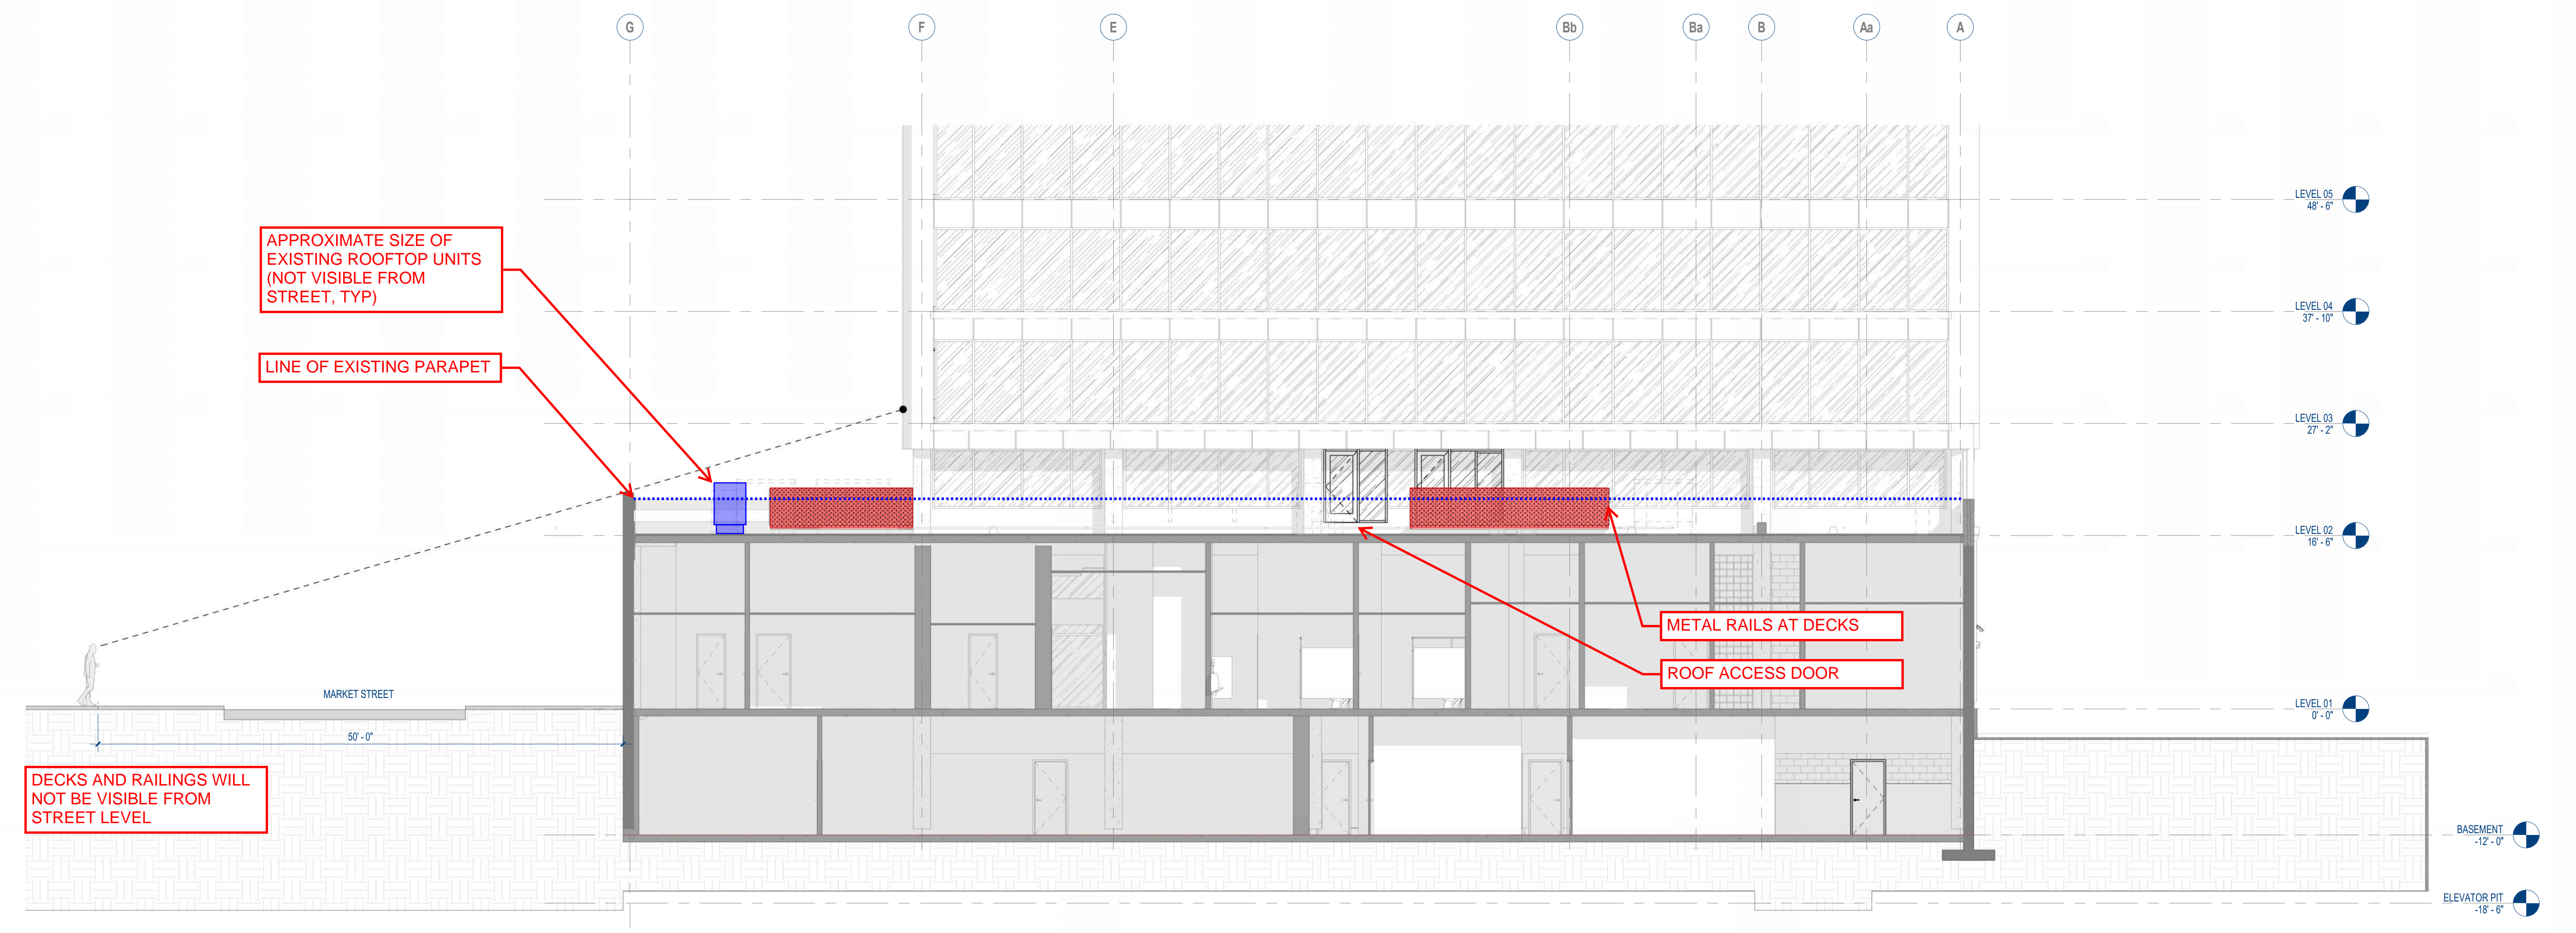 G
F
E
Bb
Ba
B
Aa
A
LEVEL 05
48' - 6"
APPROXIMATE SIZE OF
EXISTING ROOFTOP UNITS
(NOT VISIBLE FROM
STREET, TYP)
LEVEL 04
37' - 10"
LINE OF EXISTING PARAPET
LEVEL 03
27' - 2"
LEVEL 02
16' - 6"
METAL RAILS AT DECKS
ROOF ACCESS DOOR
MARKET STREET
LEVEL 01
0' - 0"
50' - 0"
DECKS AND RAILINGS WILL
NOT BE VISIBLE FROM
STREET LEVEL
BASEMENT
-12' - 0"
ELEVATOR PIT
-18' - 6"